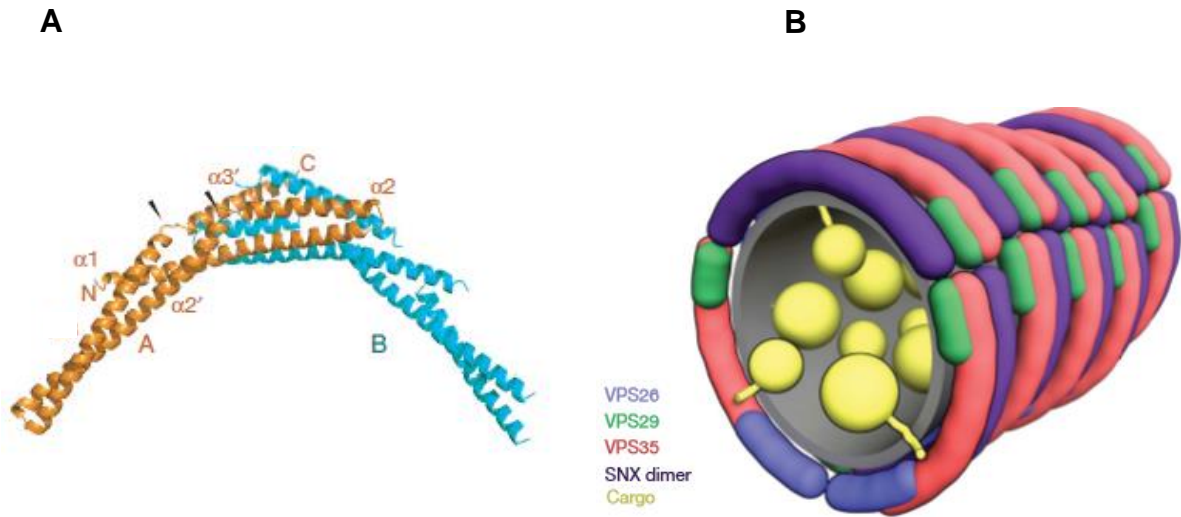 A
B
α3′
C
α2
α1
N
α2′
A
B
VPS26
VPS29
VPS35
SNX dimer
Cargo